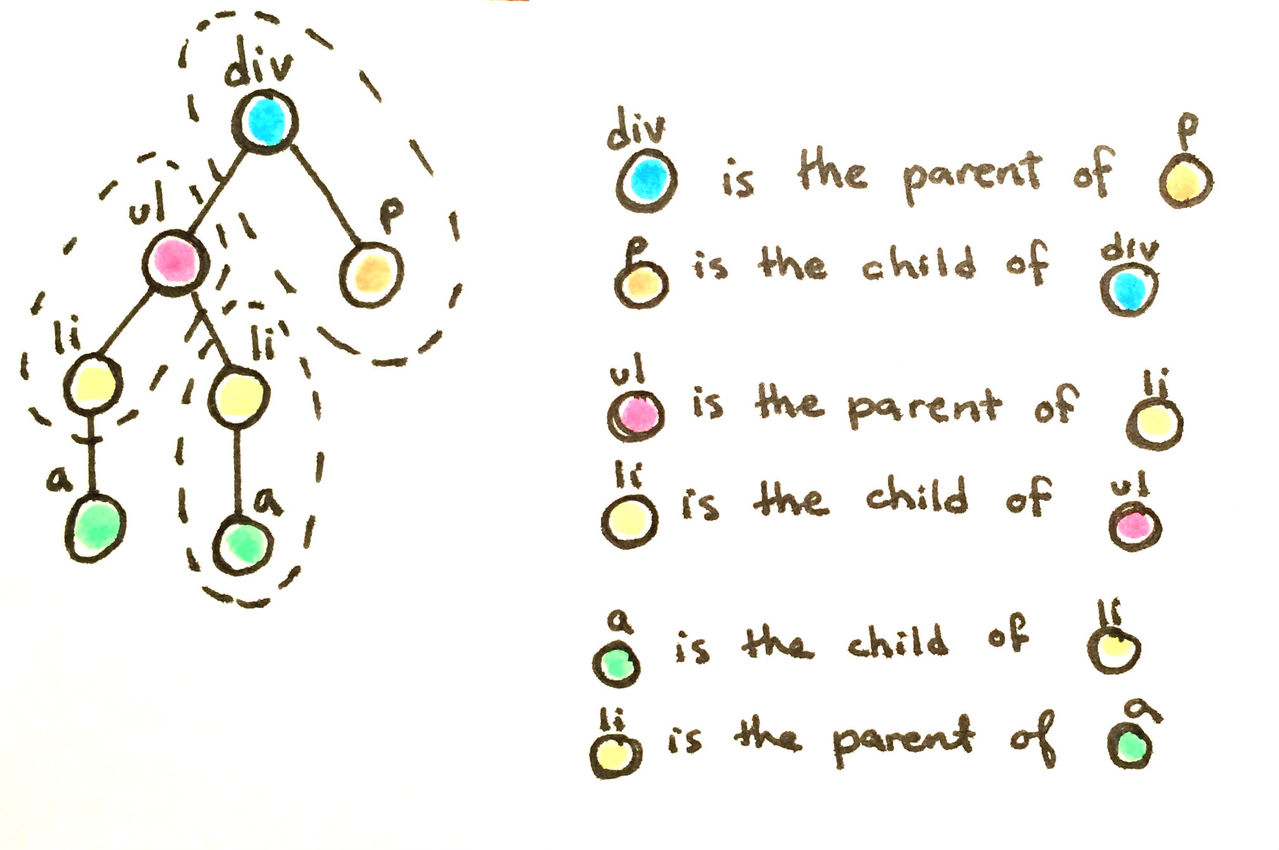 div
ul
p
li
li
a
a
div
p
is the parent of
p
div
is the child of
ul
li
is the parent of
li
ul
is the child of
a
li
is the child of
li
a
is the parent of